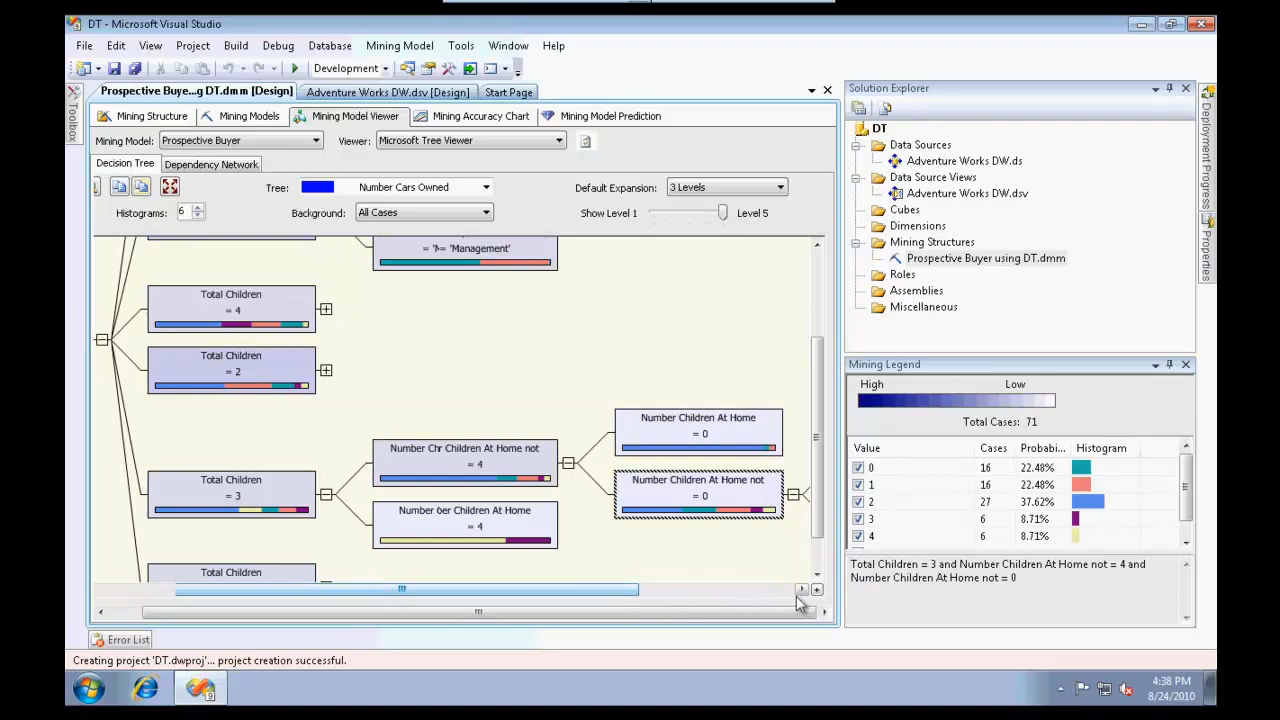 DT - Microsoft Visual Studio
File Edit View Project Build Debug Database Mining Model Tools Window Help
Development
Prospective Buye...g DT.dmm [Design] Adventure Works DW.dsv [Design] Start Page
Mining Structure Mining Models Mining Model Viewer Mining Accuracy Chart Mining Model Prediction
Mining Model: Prospective Buyer Viewer: Microsoft Tree Viewer
Decision Tree Dependency Network
Tree: Number Cars Owned Default Expansion: 3 Levels
Histograms: 6 Background: All Cases Show Level 1 Level 5
= 'Management'
Total Children
= 4
Total Children
= 2
Number Children At Home
= 0
Number Chr Children At Home not
= 4
Number Children At Home not
= 0
Total Children
= 3
Number ber Children At Home
= 4
Total Children
Toolbox
Solution Explorer
DT
Data Sources
Adventure Works DW.ds
Data Source Views
Adventure Works DW.dsv
Cubes
Dimensions
Mining Structures
Prospective Buyer using DT.dmm
Roles
Assemblies
Miscellaneous
Mining Legend
High Low
Total Cases: 71
Value Cases Probabi... Histogram
0 16 22.48%
1 16 22.48%
2 27 37.62%
3 6 8.71%
4 6 8.71%
Total Children = 3 and Number Children At Home not = 4 and
Number Children At Home not = 0
Deployment Progress
Properties
Error List
Creating project 'DT.dwproj'... project creation successful.
4:38 PM
8/24/2010